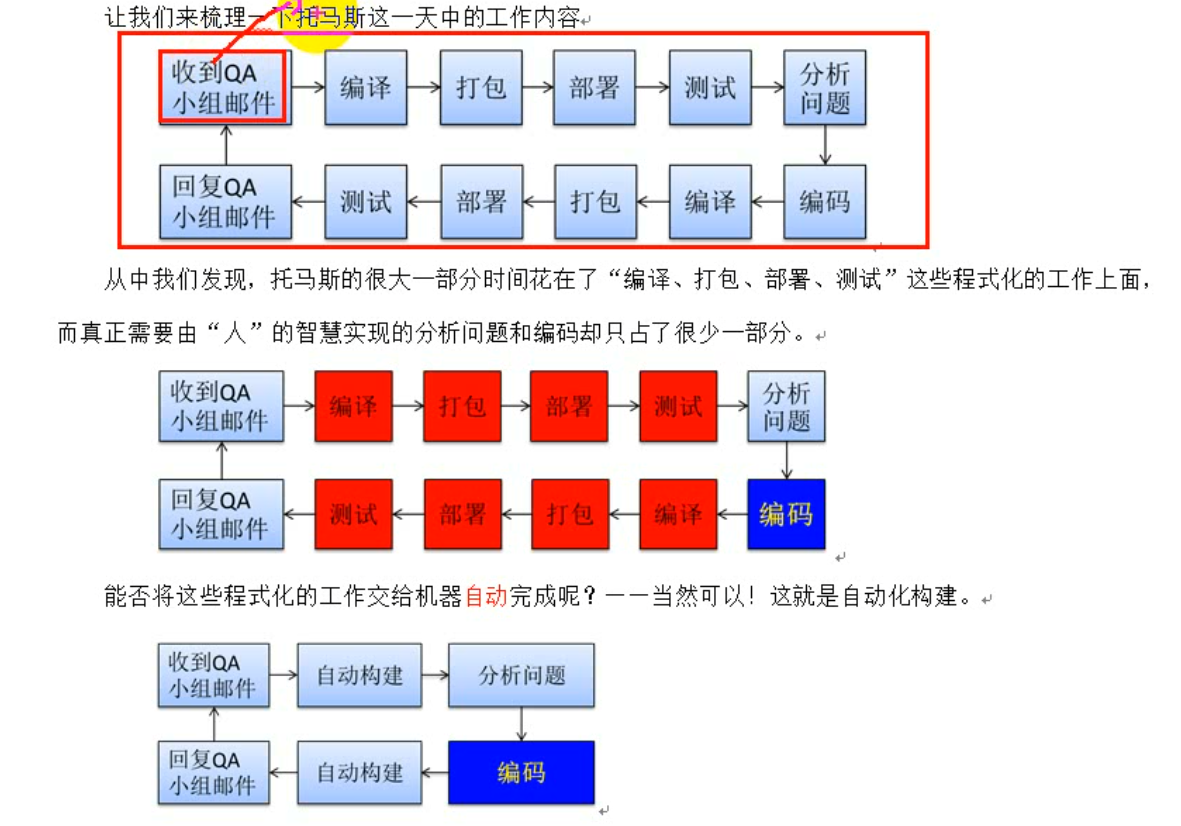 让我们来梳理一下托马斯这一天中的工作内容
收到QA
小组邮件
编译
打包
部署
测试
分析
问题
回复QA
小组邮件
测试
部署
打包
编译
编码
从中我们发现，托马斯的很大一部分时间花在了“编译、打包、部署、测试”这些程式化的工作上面，
而真正需要由“人”的智慧实现的分析问题和编码却只占了很少一部分。
收到QA
小组邮件
编译
打包
部署
测试
分析
问题
回复QA
小组邮件
测试
部署
打包
编译
编码
能否将这些程式化的工作交给机器自动完成呢？——当然可以！这就是自动化构建。
收到QA
小组邮件
自动构建
分析问题
回复QA
小组邮件
自动构建
编码